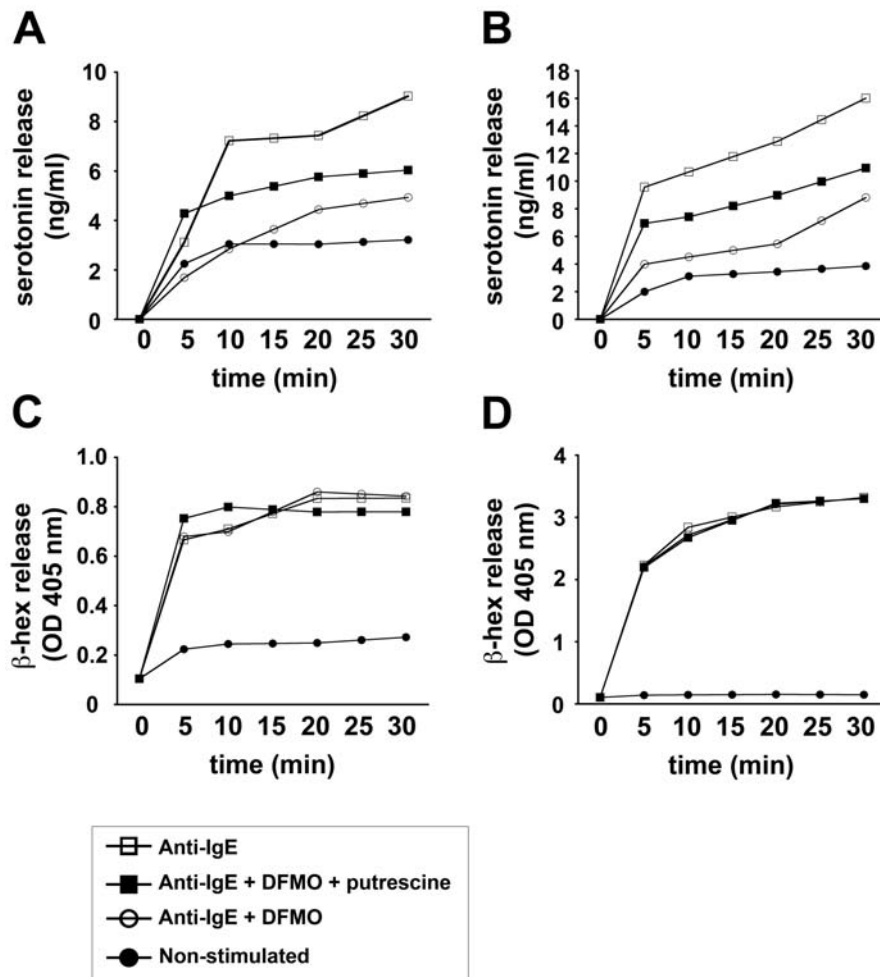 A
10
8
6
4
2
0
serotonin release
(ng/ml)
0 5 10 15 20 25 30
time (min)
B
18
16
14
12
10
8
6
4
2
0
serotonin release
(ng/ml)
0 5 10 15 20 25 30
time (min)
C
1.0
0.8
0.6
0.4
0.2
0
β-hex release
(OD 405 nm)
0 5 10 15 20 25 30
time (min)
D
4
3
2
1
0
β-hex release
(OD 405 nm)
0 5 10 15 20 25 30
time (min)
Anti-IgE
Anti-IgE + DFMO + putrescine
Anti-IgE + DFMO
Non-stimulated